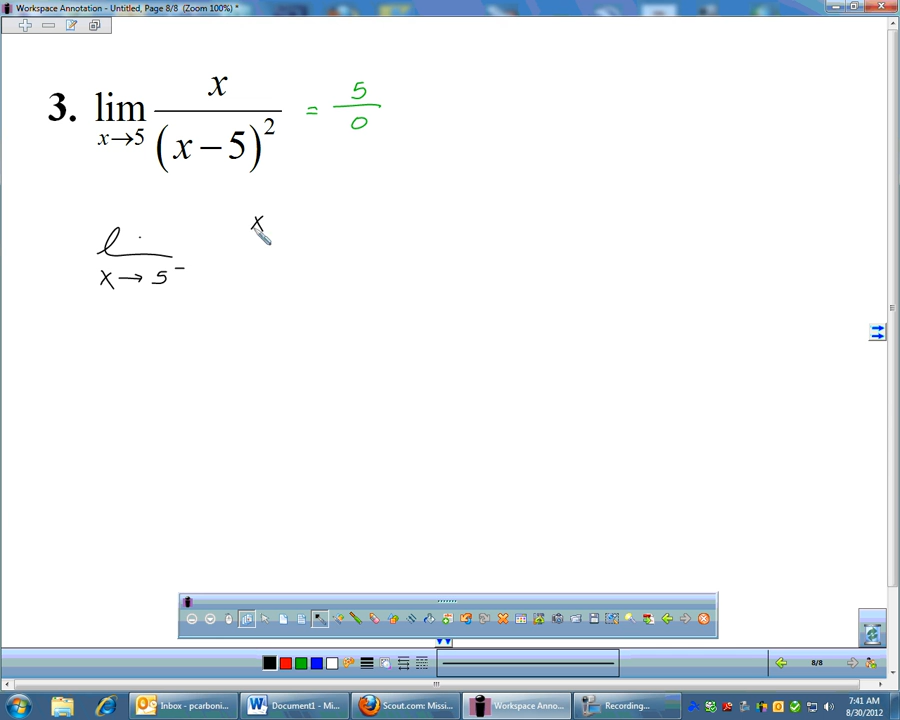 Workspace Annotation - Untitled, Page 8/8 (Zoom 100%) *
3. lim x→5 x/(x−5)² = 5/0
li x→5⁻ x
8/8
Inbox - pcarboni...
Document1 - Mi...
Scout.com: Missi...
Workspace Anno...
Recording...
7:41 AM
8/30/2012